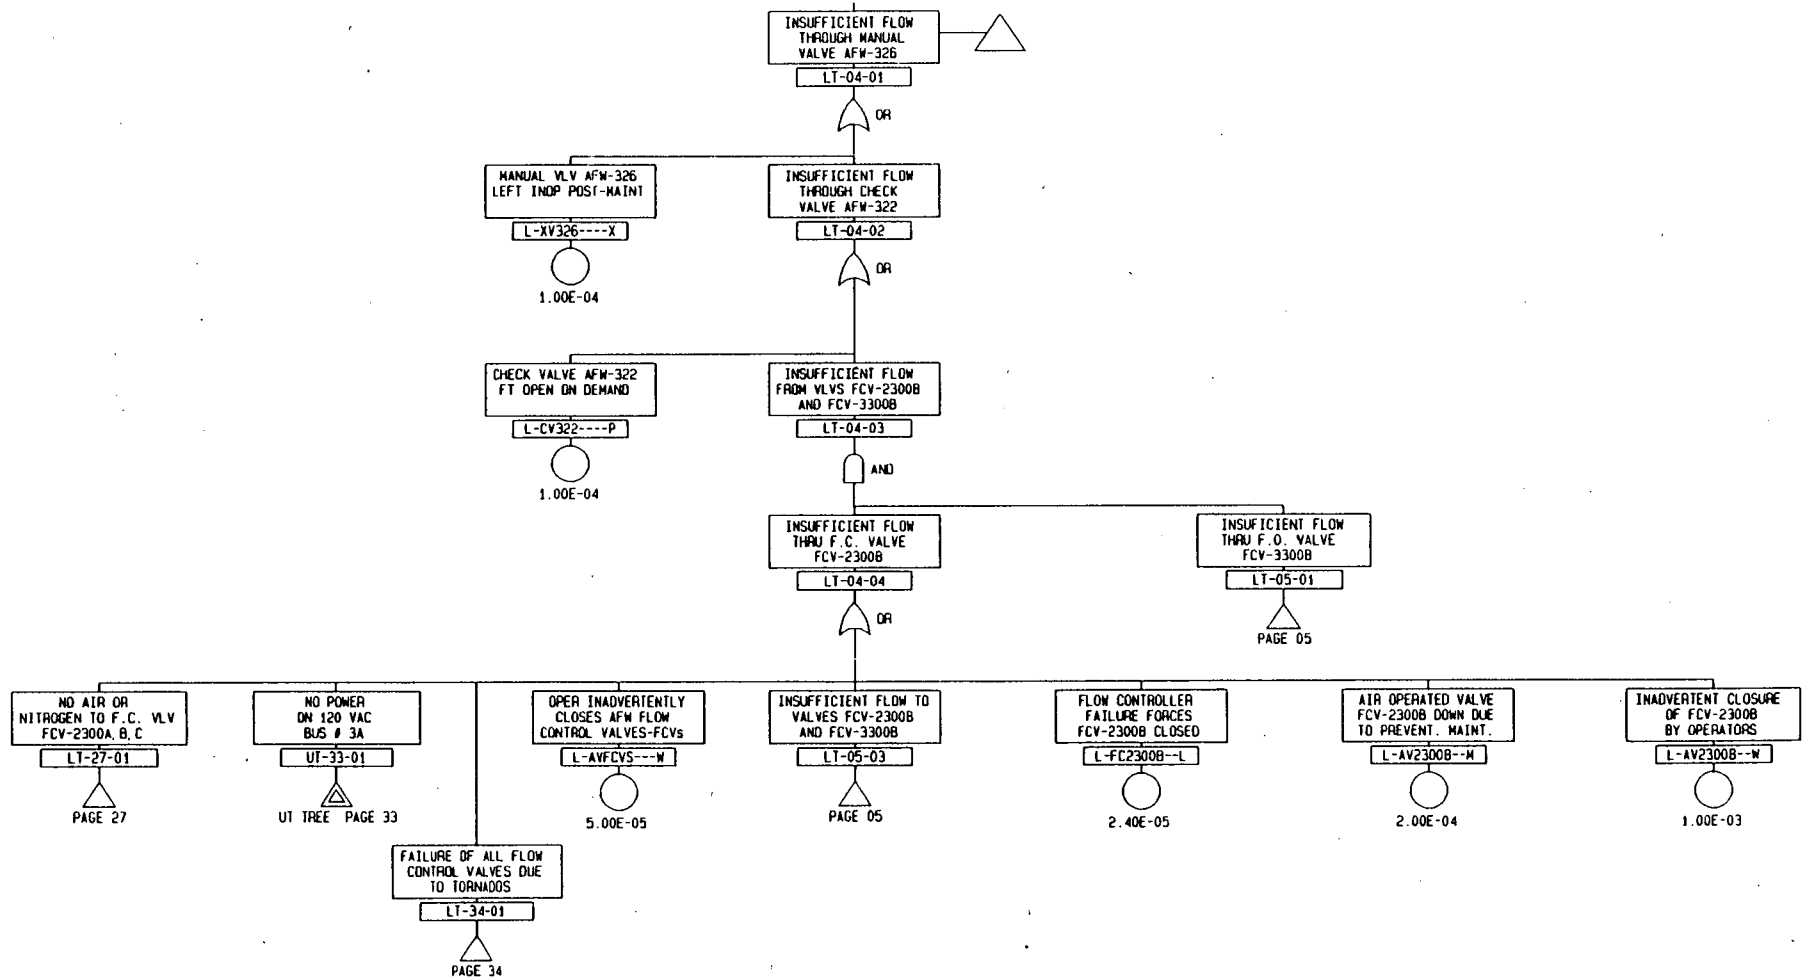 INSUFFICIENT FLOW
THROUGH MANUAL
VALVE AFW-326
LT-04-01
OR
MANUAL VLV AFW-326
LEFT INOP POST-MAINT
L-XV326----X
1.00E-04
INSUFFICIENT FLOW
THROUGH CHECK
VALVE AFW-322
LT-04-02
OR
CHECK VALVE AFW-322
FT OPEN ON DEMAND
L-CV322----P
1.00E-04
INSUFFICIENT FLOW
FROM VLVS FCV-2300B
AND FCV-3300B
LT-04-03
AND
INSUFFICIENT FLOW
THRU F.C. VALVE
FCV-2300B
LT-04-04
OR
INSUFICIENT FLOW
THRU F.O. VALVE
FCV-3300B
LT-05-01
PAGE 05
NO AIR OR
NITROGEN TO F.C. VLV
FCV-2300A,B,C
LT-27-01
PAGE 27
NO POWER
ON 120 VAC
BUS # 3A
UT-33-01
UT TREE PAGE 33
FAILURE OF ALL FLOW
CONTROL VALVES DUE
TO TORNADOS
LT-34-01
PAGE 34
OPER INADVERTENTLY
CLOSES AFW FLOW
CONTROL VALVES-FCVs
L-AVFCVS---W
5.00E-05
INSUFFICIENT FLOW TO
VALVES FCV-2300B
AND FCV-3300B
LT-05-03
PAGE 05
FLOW CONTROLLER
FAILURE FORCES
FCV-2300B CLOSED
L-FC2300B--L
2.40E-05
AIR OPERATED VALVE
FCV-2300B DOWN DUE
TO PREVENT. MAINT.
L-AV2300B--M
2.00E-04
INADVERTENT CLOSURE
OF FCV-2300B
BY OPERATORS
L-AV2300B--W
1.00E-03